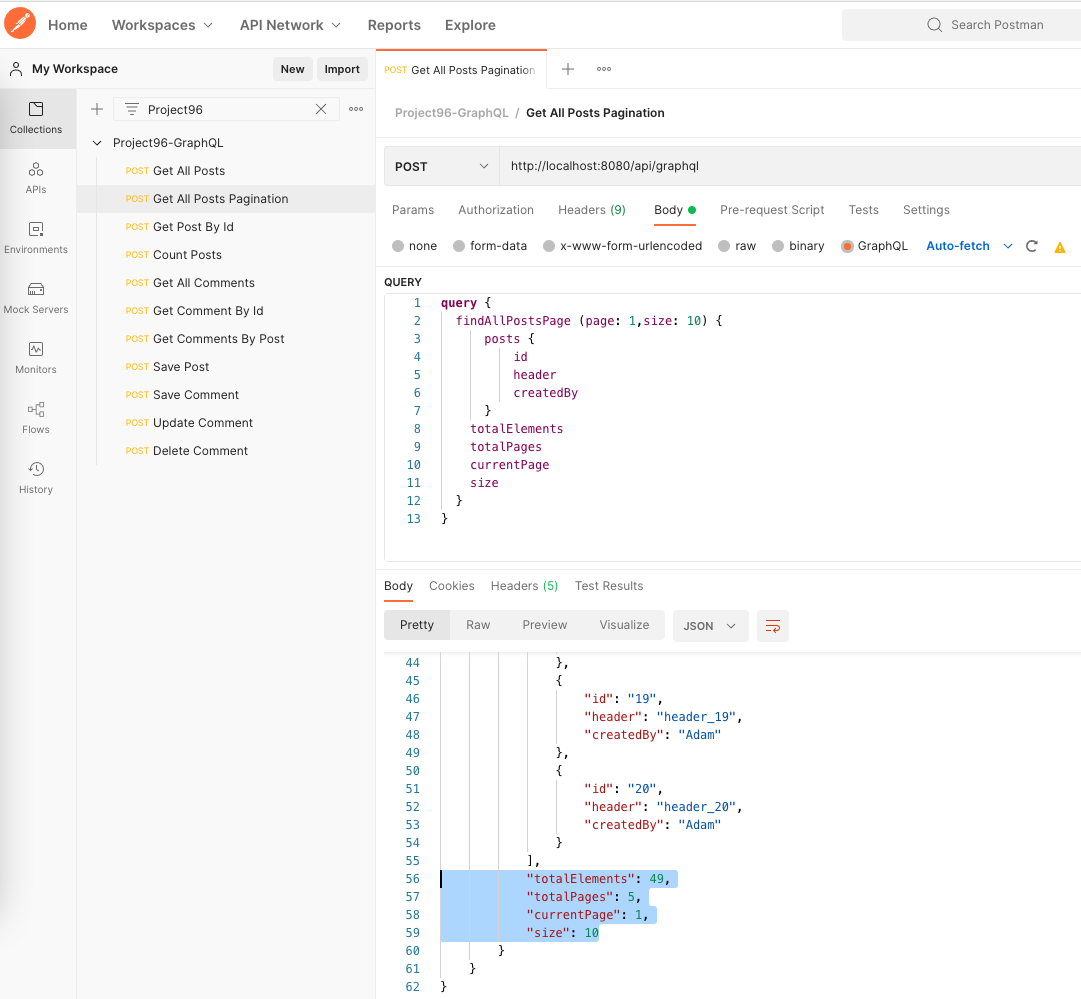 Home Workspaces API Network Reports Explore Search Postman
My Workspace New Import
POST Get All Posts Pagination
Collections
APIs
Environments
Mock Servers
Monitors
Flows
History
Project96
Project96-GraphQL
POST Get All Posts
POST Get All Posts Pagination
POST Get Post By Id
POST Count Posts
POST Get All Comments
POST Get Comment By Id
POST Get Comments By Post
POST Save Post
POST Save Comment
POST Update Comment
POST Delete Comment
Project96-GraphQL / Get All Posts Pagination
POST http://localhost:8080/api/graphql
Params Authorization Headers (9) Body Pre-request Script Tests Settings
none form-data x-www-form-urlencoded raw binary GraphQL Auto-fetch
QUERY
1 query {
2 findAllPostsPage (page: 1,size: 10) {
3 posts {
4 id
5 header
6 createdBy
7 }
8 totalElements
9 totalPages
10 currentPage
11 size
12 }
13 }
Body Cookies Headers (5) Test Results
Pretty Raw Preview Visualize JSON
44 },
45 {
46 "id": "19",
47 "header": "header_19",
48 "createdBy": "Adam"
49 },
50 {
51 "id": "20",
52 "header": "header_20",
53 "createdBy": "Adam"
54 }
55 ],
56 "totalElements": 49,
57 "totalPages": 5,
58 "currentPage": 1,
59 "size": 10
60 }
61 }
62 }